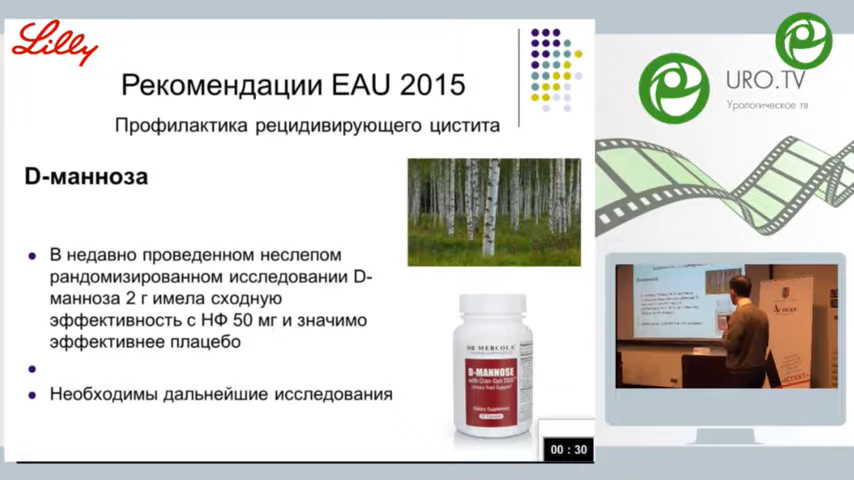 Lilly
Рекомендации EAU 2015
Профилактика рецидивирующего цистита
D-манноза
В недавно проведенном неслепом
рандомизированном исследовании D-
манноза 2 г имела сходную
эффективность с НФ 50 мг и значимо
эффективнее плацебо
Необходимы дальнейшие исследования
DR. MERCOLA
D-MANNOSE
with Cran-Gyn DDS
Urinary Tract Support
Dietary Supplement
00 : 30
URO.TV
Урологическое тв